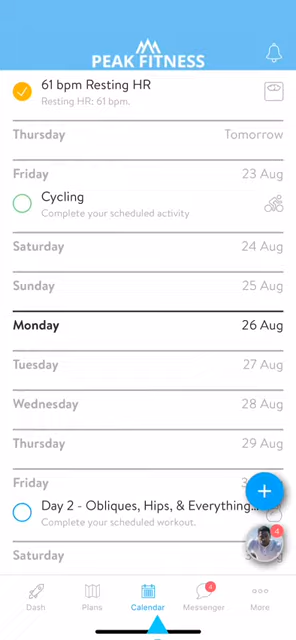 PEAK FITNESS
61 bpm Resting HR
Resting HR: 61 bpm.
Thursday Tomorrow
Friday 23 Aug
Cycling
Complete your scheduled activity
Saturday 24 Aug
Sunday 25 Aug
Monday 26 Aug
Tuesday 27 Aug
Wednesday 28 Aug
Thursday 29 Aug
Friday
Day 2 - Obliques, Hips, & Everything...
Complete your scheduled workout.
4
Saturday
4
Dash Plans Calendar Messenger More